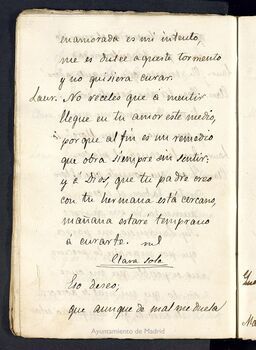 enamorada es mi intento,
me es dulce aqueste tormento
y no quisiera curar.
Laur. No receles que á mentir
llegue en tu amor este medio,
porque al fin es un remedio
que obra siempre sin sentir;
y á Dios, que tu padre creo
con tu hermana está cercano,
mañana estaré temprano
á curarte.
Clara sola
Eso deseo,
que aunque de mal me duela
Ayuntamiento de Madrid